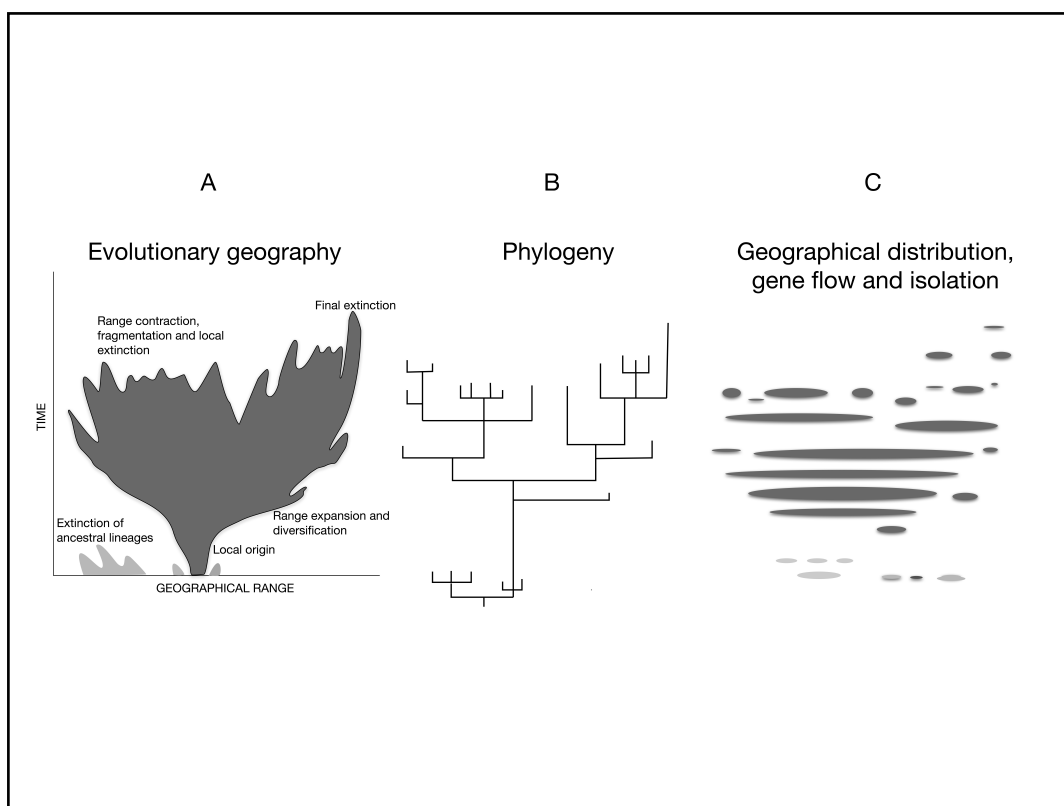 A
B
C
Evolutionary geography
Phylogeny
Geographical distribution,
gene flow and isolation
Final extinction
Range contraction,
fragmentation and local
extinction
TIME
Extinction of
ancestral lineages
Range expansion and
diversification
Local origin
GEOGRAPHICAL RANGE